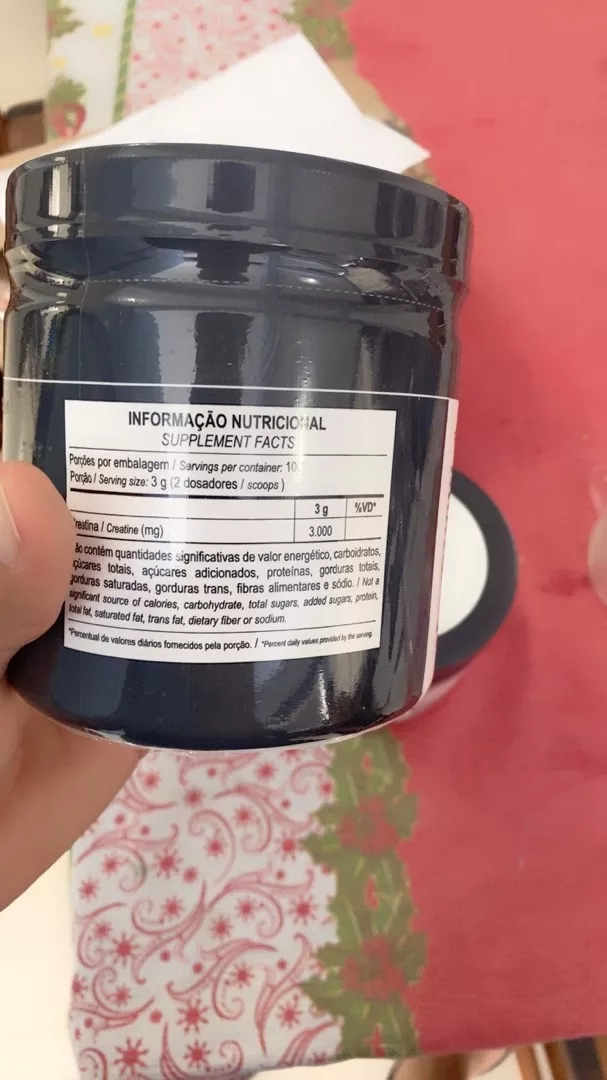 INFORMAÇÃO NUTRICIONAL
SUPPLEMENT FACTS
Porções por embalagem / Servings per container: 10
Porção / Serving size: 3 g (2 dosadores / scoops)
3 g %VD*
reatina / Creatine (mg) 3.000
ão contém quantidades significativas de valor energético, carboidratos,
çúcares totais, açúcares adicionados, proteínas, gorduras totais,
gorduras saturadas, gorduras trans, fibras alimentares e sódio. / Not a
significant source of calories, carbohydrate, total sugars, added sugars, protein,
total fat, saturated fat, trans fat, dietary fiber or sodium.
*Percentual de valores diários fornecidos pela porção. / *Percent daily values provided by the serving.